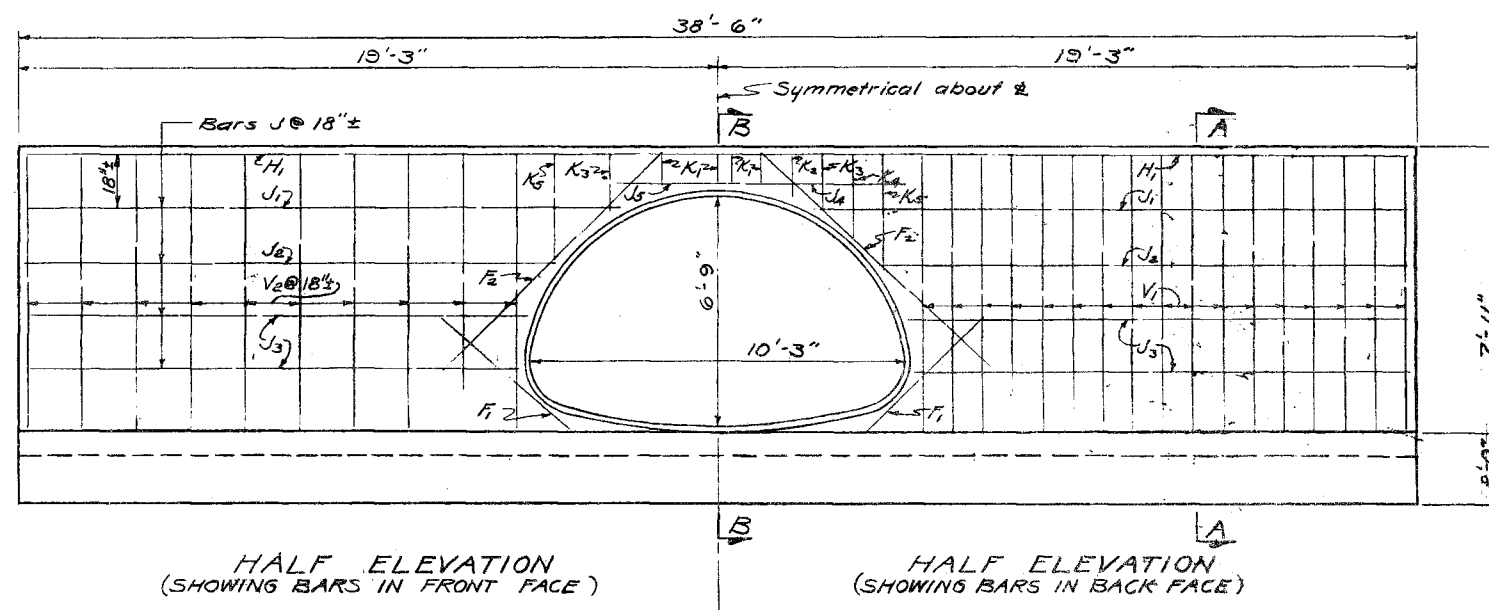 38'-6"
19'-3"
19'-3"
Symmetrical about ℄
B
A
Bars J @ 18"±
18"±
H₁
J₁
J₂
V₂@18"±
J₃
K₅
K₃
K₁
K₁
K₂
K₃
K₄
K₅
J₅
J₄
F₂
F₂
6'-9"
10'-3"
F₁
F₁
H₁
J₁
J₂
V₁
J₃
7'-11"
B
A
HALF ELEVATION
(SHOWING BARS IN FRONT FACE)
HALF ELEVATION
(SHOWING BARS IN BACK FACE)